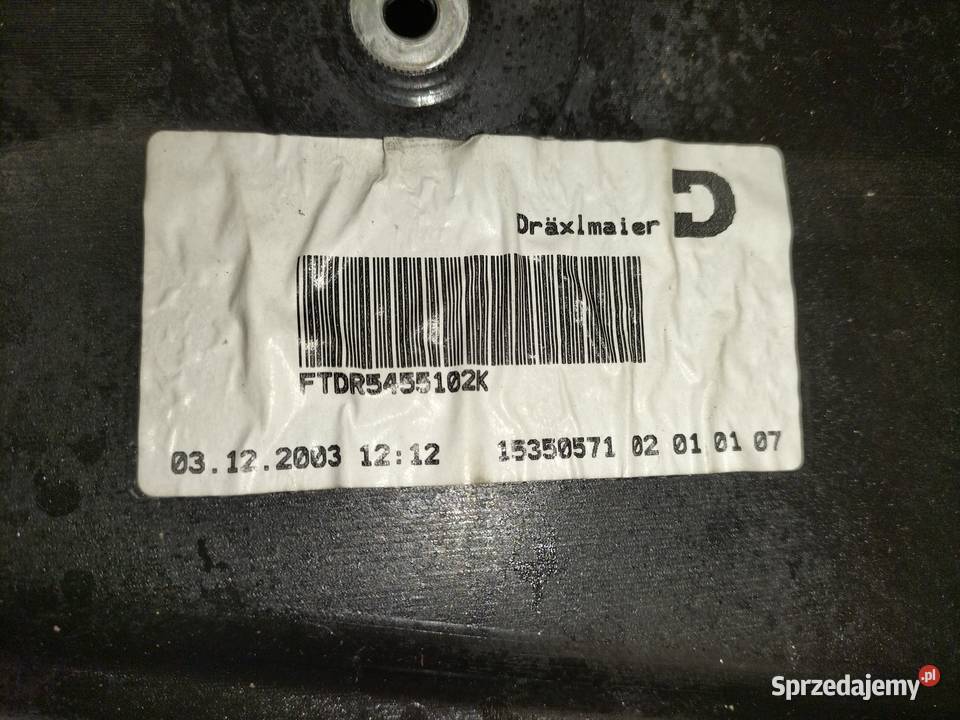 Dräxlmaier
FTDR5455102K
03.12.2003 12:12 15350571 02 01 01 07
Sprzedajemy.pl